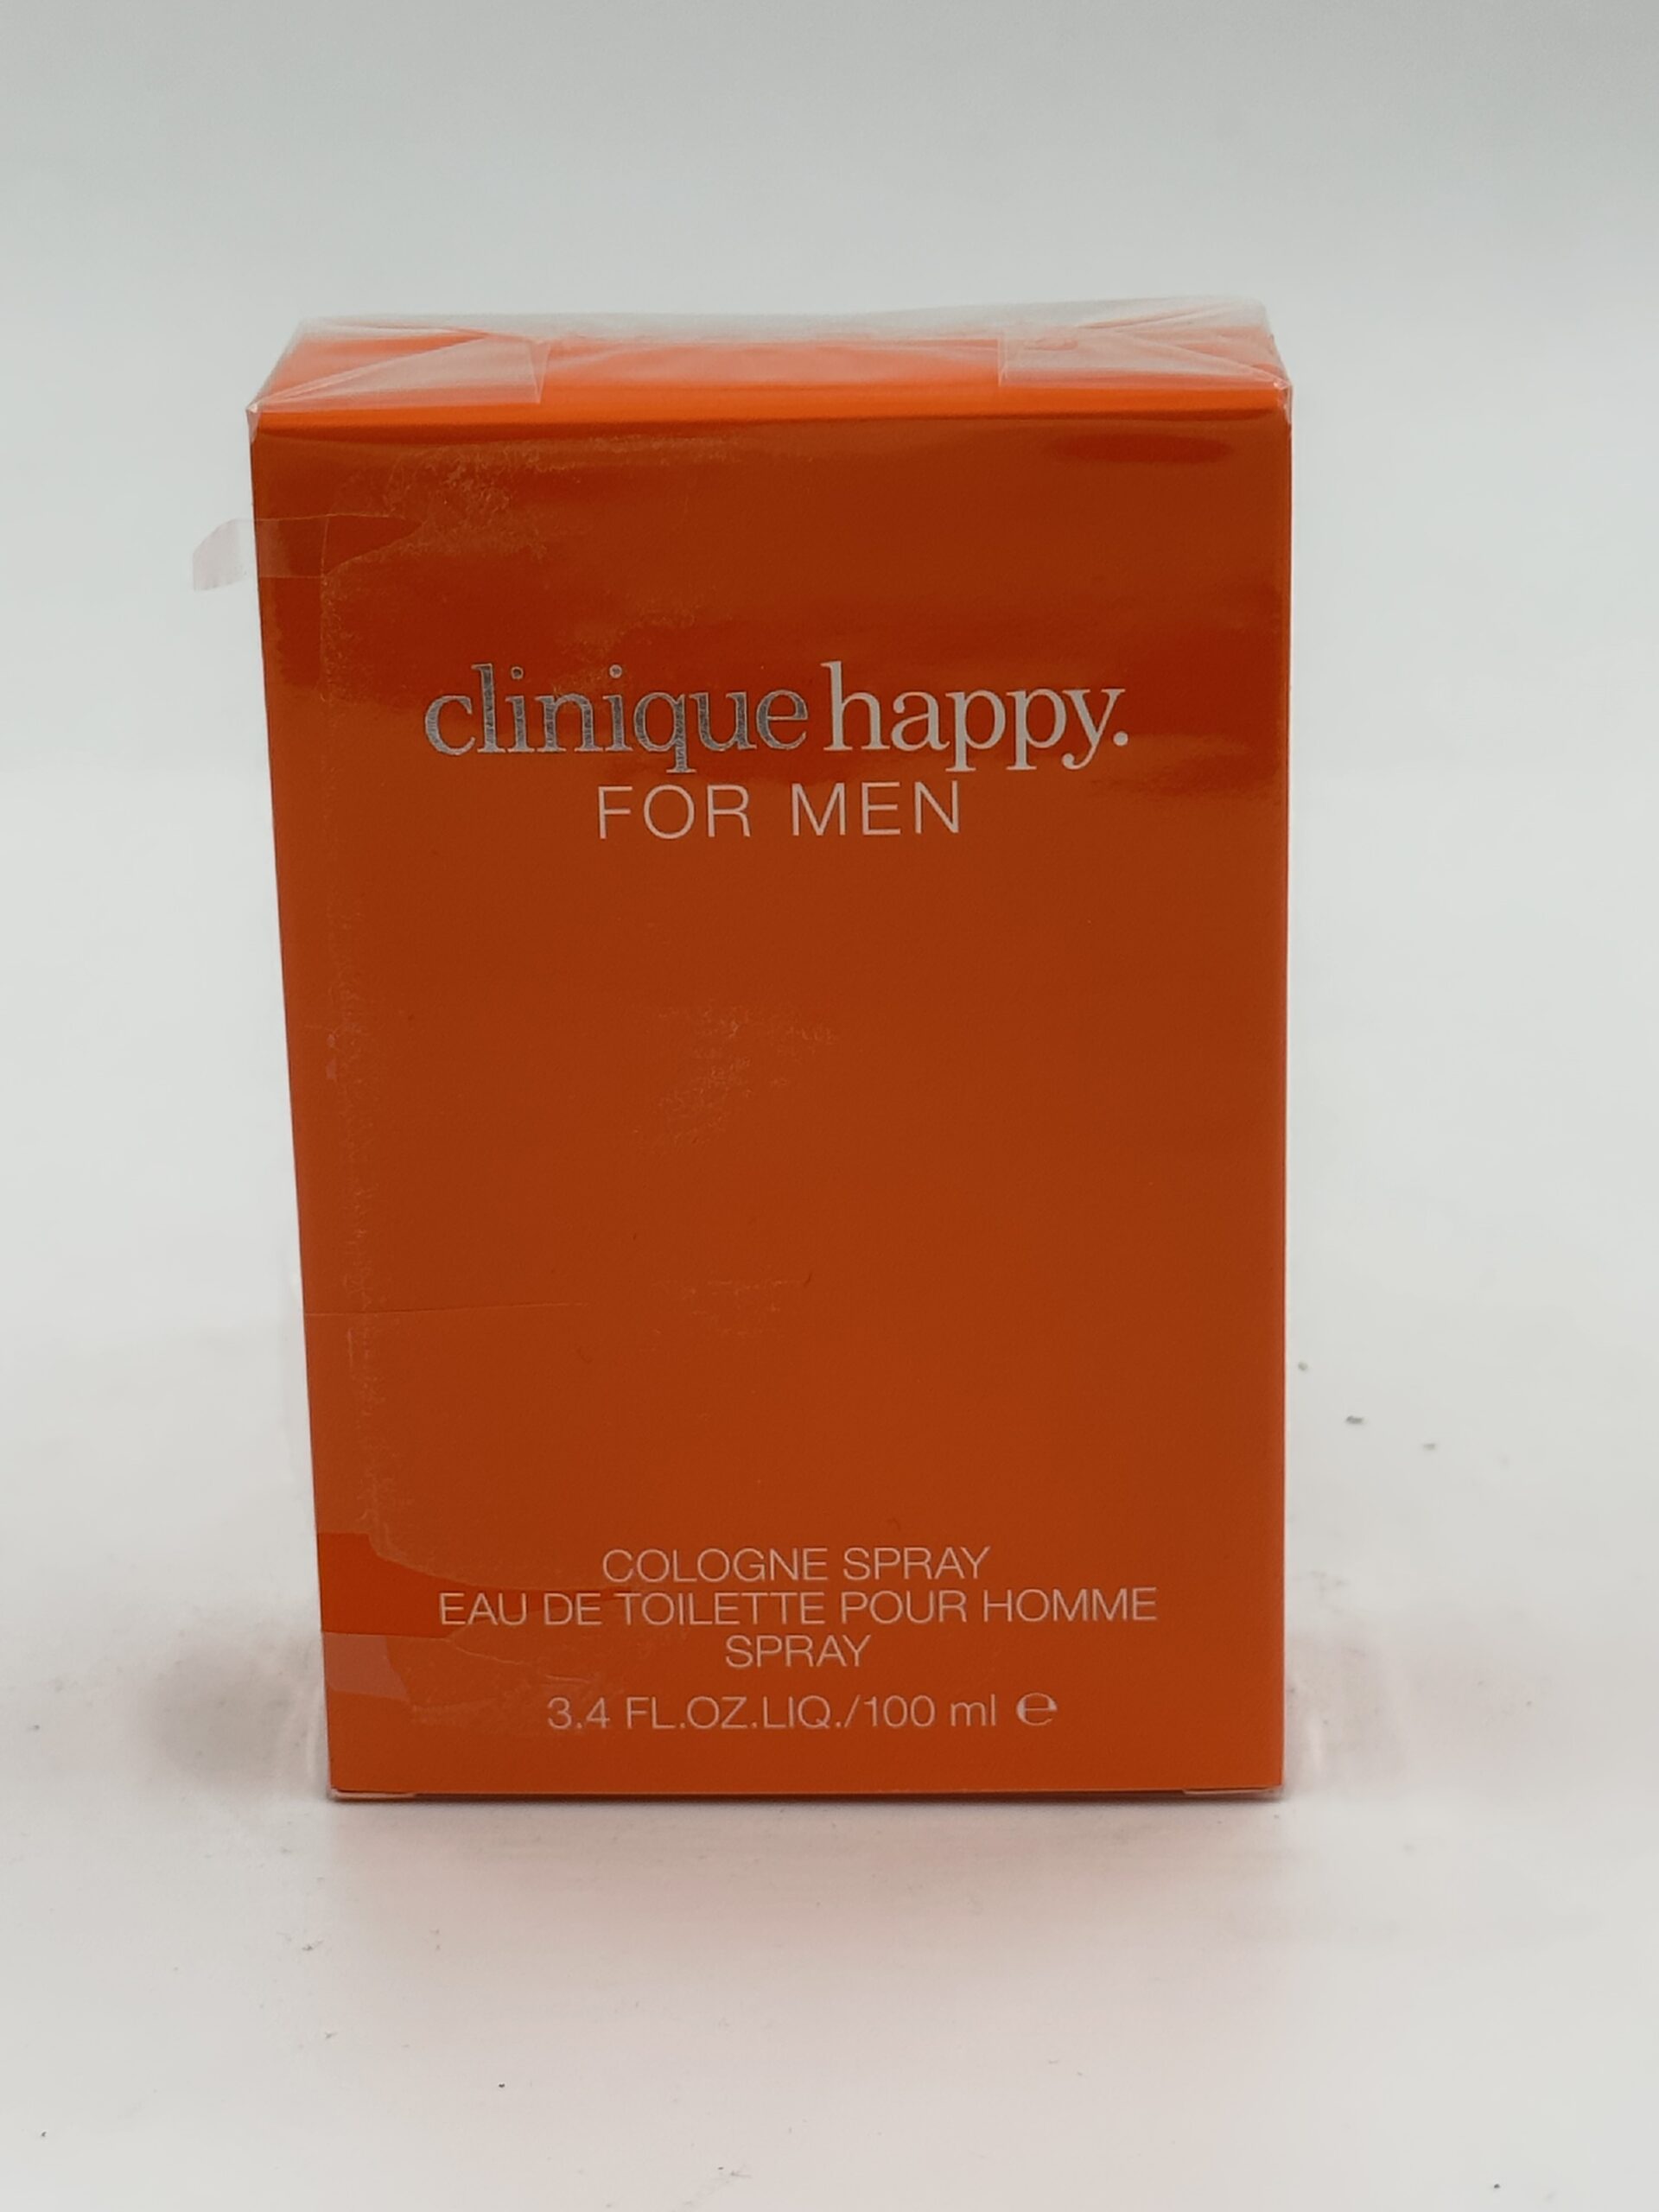 clinique happy.
FOR MEN
COLOGNE SPRAY
EAU DE TOILETTE POUR HOMME
SPRAY
3.4 FL.OZ.LIQ./100 ml ℮